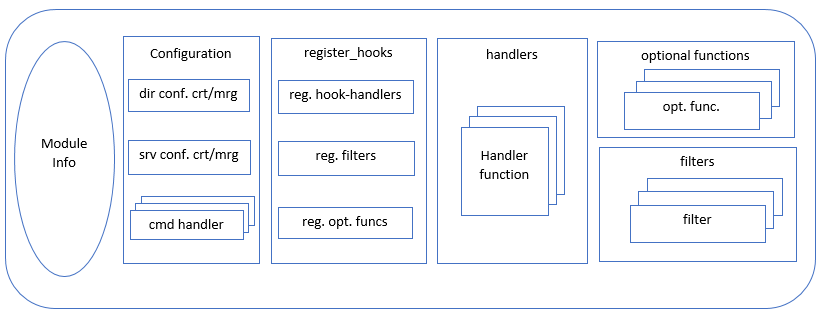 Module
Info
Configuration
dir conf. crt/mrg
srv conf. crt/mrg
cmd handler
register_hooks
reg. hook-handlers
reg. filters
reg. opt. funcs
handlers
Handler
function
optional functions
opt. func.
filters
filter